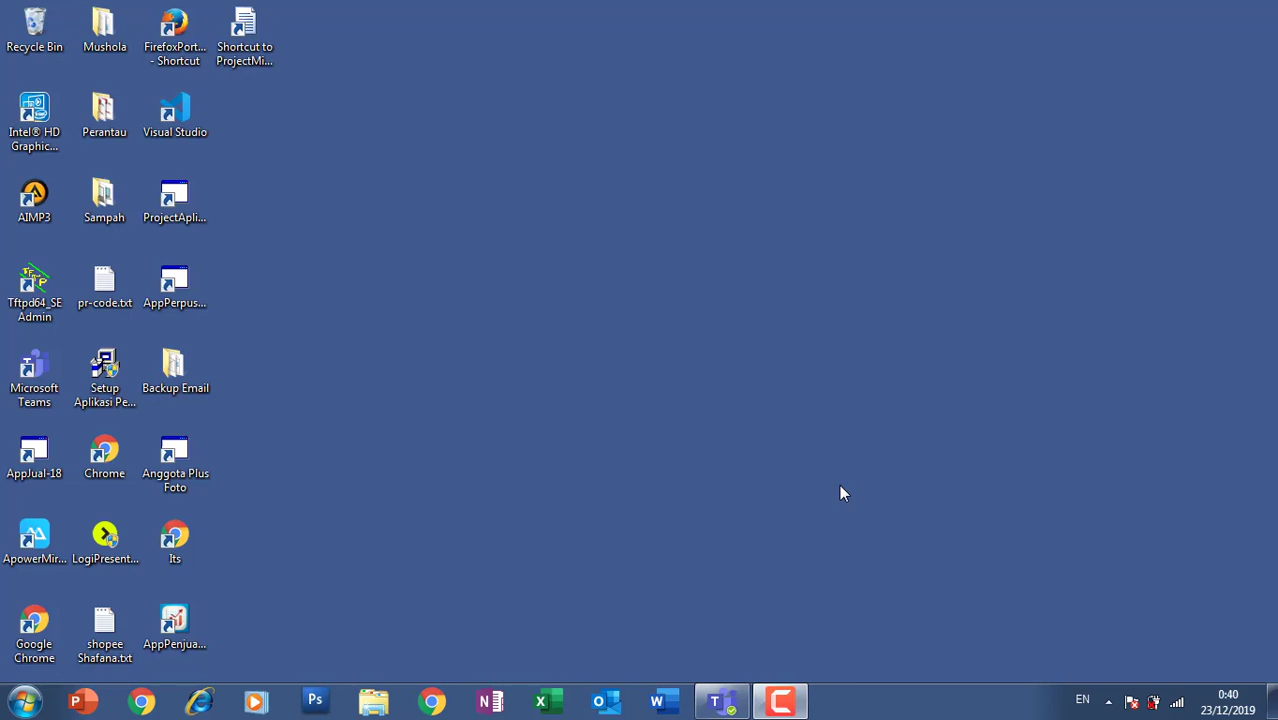 Recycle Bin
Mushola
FirefoxPort...
- Shortcut
Shortcut to
ProjectMi...
Intel® HD
Graphic...
Perantau
Visual Studio
AIMP3
Sampah
ProjectApli...
Tftpd64_SE
Admin
pr-code.txt
AppPerpus...
Microsoft
Teams
Setup
Aplikasi Pe...
Backup Email
AppJual-18
Chrome
Anggota Plus
Foto
ApowerMir...
LogiPresent...
Its
Google
Chrome
shopee
Shafana.txt
AppPenjua...
EN
0:40
23/12/2019